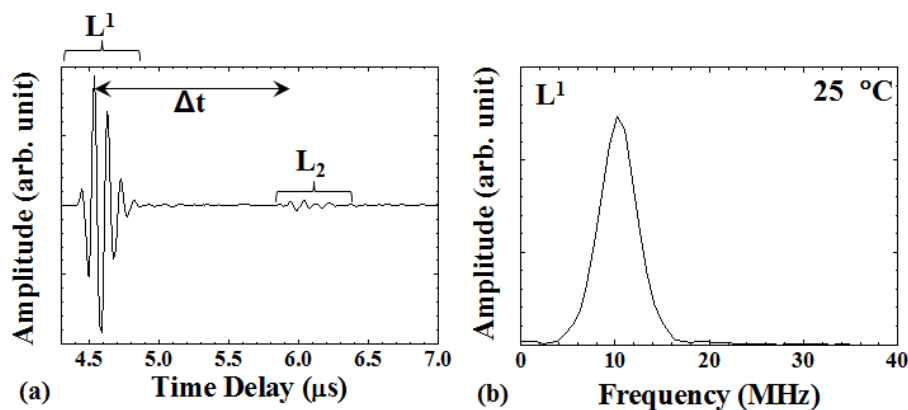 L¹
Δt
L₂
Amplitude (arb. unit)
4.5 5.0 5.5 6.0 6.5 7.0
Time Delay (μs)
(a)
L¹ 25 °C
Amplitude (arb. unit)
0 10 20 30 40
Frequency (MHz)
(b)